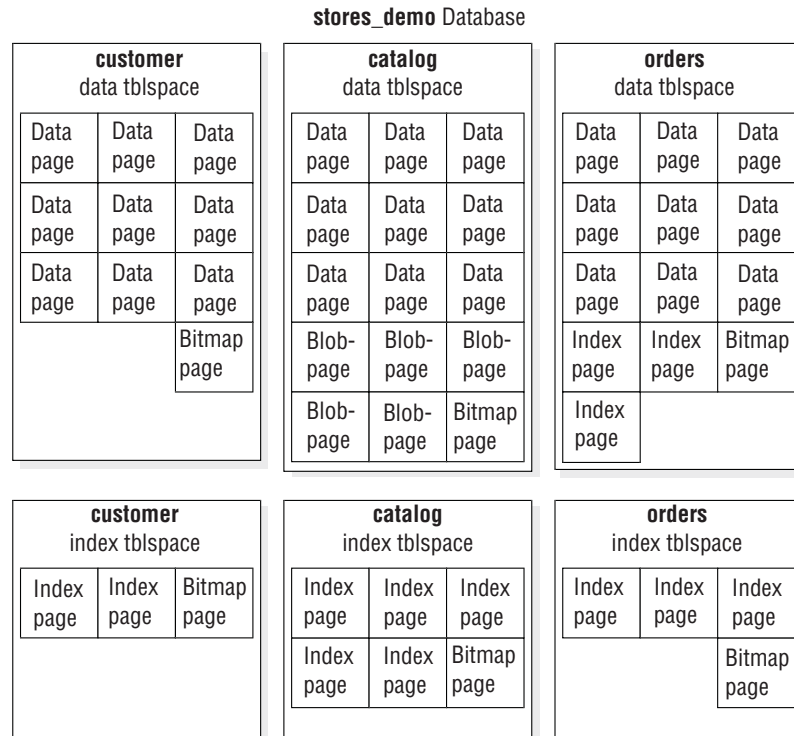 stores_demo Database
customer
data tblspace
Data page Data page Data page
Data page Data page Data page
Data page Data page Data page
Bitmap page
catalog
data tblspace
Data page Data page Data page
Data page Data page Data page
Data page Data page Data page
Blob- page Blob- page Blob- page
Blob- page Blob- page Bitmap page
orders
data tblspace
Data page Data page Data page
Data page Data page Data page
Data page Data page Data page
Index page Index page Bitmap page
Index page
customer
index tblspace
Index page Index page Bitmap page
catalog
index tblspace
Index page Index page Index page
Index page Index page Bitmap page
orders
index tblspace
Index page Index page Index page
Bitmap page